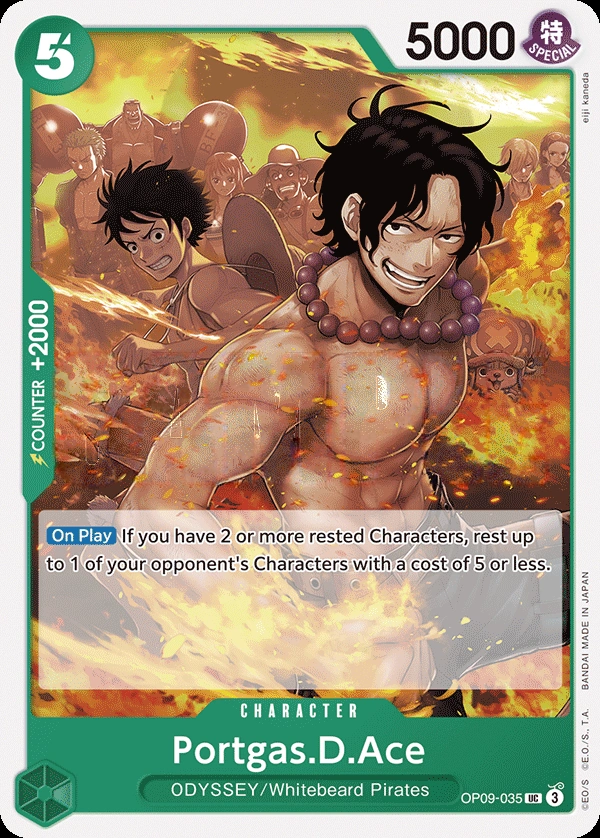 5
5000
特
SPECIAL
eiji kaneda
COUNTER +2000
On Play If you have 2 or more rested Characters, rest up
to 1 of your opponent's Characters with a cost of 5 or less.
CHARACTER
Portgas.D.Ace
ODYSSEY/Whitebeard Pirates
OP09-035 UC 3
©E.O/S ©E.O./S., T.A. BANDAI MADE IN JAPAN